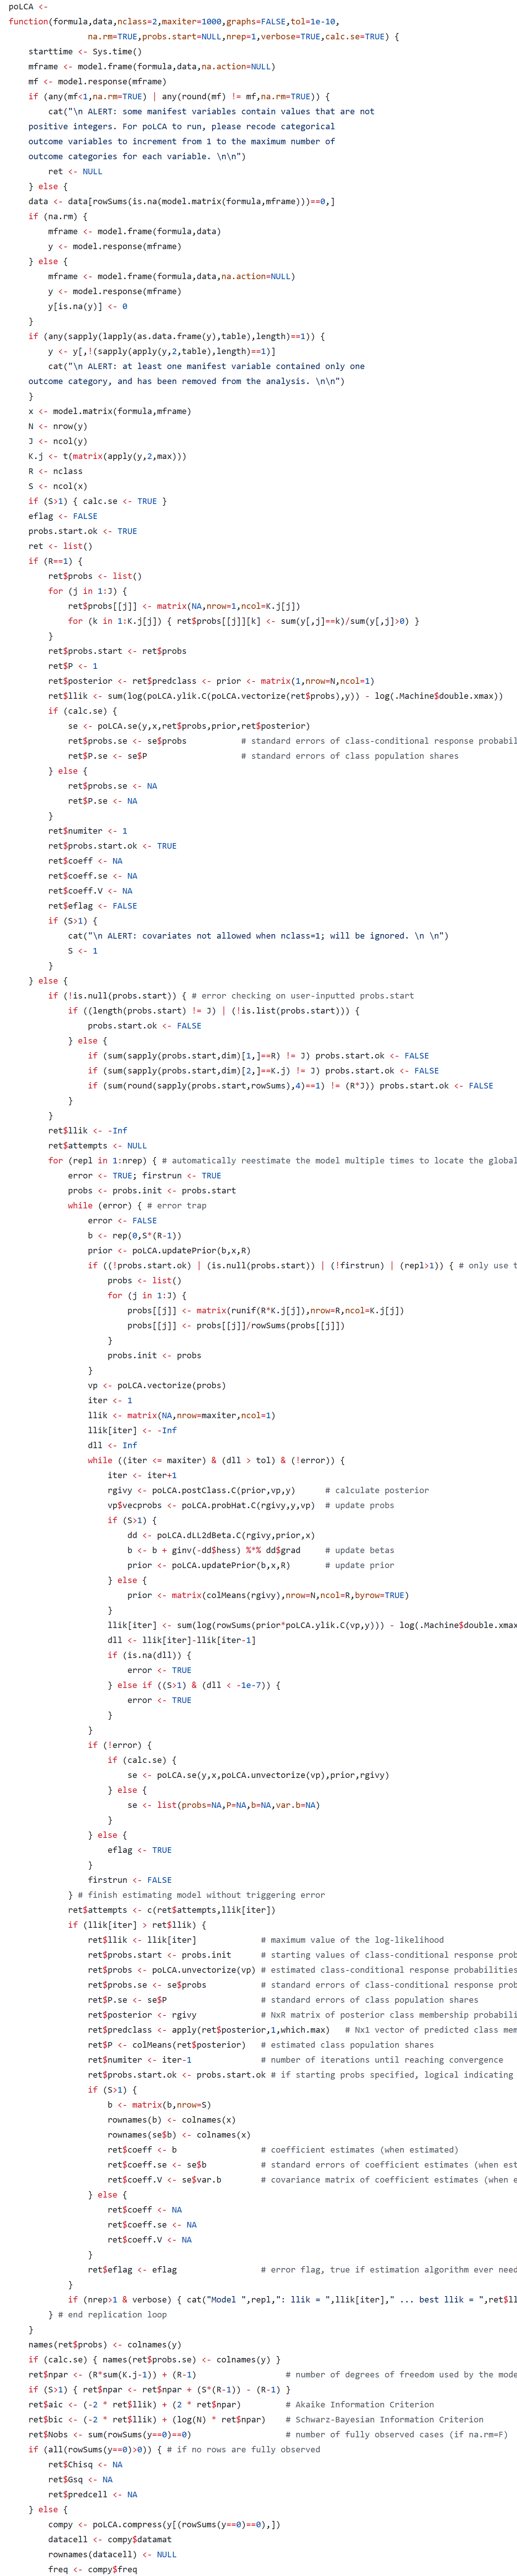 poLCA <-
function(formula,data,nclass=2,maxiter=1000,graphs=FALSE,tol=1e-10,
                na.rm=TRUE,probs.start=NULL,nrep=1,verbose=TRUE,calc.se=TRUE) {
    starttime <- Sys.time()
    mframe <- model.frame(formula,data,na.action=NULL)
    mf <- model.response(mframe)
    if (any(mf<1,na.rm=TRUE) | any(round(mf) != mf,na.rm=TRUE)) {
        cat("\n ALERT: some manifest variables contain values that are not
    positive integers. For poLCA to run, please recode categorical
    outcome variables to increment from 1 to the maximum number of
    outcome categories for each variable. \n\n")
        ret <- NULL
    } else {
    data <- data[rowSums(is.na(model.matrix(formula,mframe)))==0,]
    if (na.rm) {
        mframe <- model.frame(formula,data)
        y <- model.response(mframe)
    } else {
        mframe <- model.frame(formula,data,na.action=NULL)
        y <- model.response(mframe)
        y[is.na(y)] <- 0
    }
    if (any(sapply(lapply(as.data.frame(y),table),length)==1)) {
        y <- y[,!(sapply(apply(y,2,table),length)==1)]
        cat("\n ALERT: at least one manifest variable contained only one
    outcome category, and has been removed from the analysis. \n\n")
    }
    x <- model.matrix(formula,mframe)
    N <- nrow(y)
    J <- ncol(y)
    K.j <- t(matrix(apply(y,2,max)))
    R <- nclass
    S <- ncol(x)
    if (S>1) { calc.se <- TRUE }
    eflag <- FALSE
    probs.start.ok <- TRUE
    ret <- list()
    if (R==1) {
        ret$probs <- list()
        for (j in 1:J) {
            ret$probs[[j]] <- matrix(NA,nrow=1,ncol=K.j[j])
            for (k in 1:K.j[j]) { ret$probs[[j]][k] <- sum(y[,j]==k)/sum(y[,j]>0) }
        }
        ret$probs.start <- ret$probs
        ret$P <- 1
        ret$posterior <- ret$predclass <- prior <- matrix(1,nrow=N,ncol=1)
        ret$llik <- sum(log(poLCA.ylik.C(poLCA.vectorize(ret$probs),y)) - log(.Machine$double.xmax))
        if (calc.se) {
            se <- poLCA.se(y,x,ret$probs,prior,ret$posterior)
            ret$probs.se <- se$probs           # standard errors of class-conditional response probabil
            ret$P.se <- se$P                   # standard errors of class population shares
        } else {
            ret$probs.se <- NA
            ret$P.se <- NA
        }
        ret$numiter <- 1
        ret$probs.start.ok <- TRUE
        ret$coeff <- NA
        ret$coeff.se <- NA
        ret$coeff.V <- NA
        ret$eflag <- FALSE
        if (S>1) {
            cat("\n ALERT: covariates not allowed when nclass=1; will be ignored. \n \n")
            S <- 1
        }
    } else {
        if (!is.null(probs.start)) { # error checking on user-inputted probs.start
            if ((length(probs.start) != J) | (!is.list(probs.start))) {
                probs.start.ok <- FALSE
            } else {
                if (sum(sapply(probs.start,dim)[1,]==R) != J) probs.start.ok <- FALSE
                if (sum(sapply(probs.start,dim)[2,]==K.j) != J) probs.start.ok <- FALSE
                if (sum(round(sapply(probs.start,rowSums),4)==1) != (R*J)) probs.start.ok <- FALSE
            }
        }
        ret$llik <- -Inf
        ret$attempts <- NULL
        for (repl in 1:nrep) { # automatically reestimate the model multiple times to locate the global
            error <- TRUE; firstrun <- TRUE
            probs <- probs.init <- probs.start
            while (error) { # error trap
                error <- FALSE
                b <- rep(0,S*(R-1))
                prior <- poLCA.updatePrior(b,x,R)
                if ((!probs.start.ok) | (is.null(probs.start)) | (!firstrun) | (repl>1)) { # only use t
                    probs <- list()
                    for (j in 1:J) {
                        probs[[j]] <- matrix(runif(R*K.j[j]),nrow=R,ncol=K.j[j])
                        probs[[j]] <- probs[[j]]/rowSums(probs[[j]])
                    }
                    probs.init <- probs
                }
                vp <- poLCA.vectorize(probs)
                iter <- 1
                llik <- matrix(NA,nrow=maxiter,ncol=1)
                llik[iter] <- -Inf
                dll <- Inf
                while ((iter <= maxiter) & (dll > tol) & (!error)) {
                    iter <- iter+1
                    rgivy <- poLCA.postClass.C(prior,vp,y)      # calculate posterior
                    vp$vecprobs <- poLCA.probHat.C(rgivy,y,vp)  # update probs
                    if (S>1) {
                        dd <- poLCA.dLL2dBeta.C(rgivy,prior,x)
                        b <- b + ginv(-dd$hess) %*% dd$grad     # update betas
                        prior <- poLCA.updatePrior(b,x,R)       # update prior
                    } else {
                        prior <- matrix(colMeans(rgivy),nrow=N,ncol=R,byrow=TRUE)
                    }
                    llik[iter] <- sum(log(rowSums(prior*poLCA.ylik.C(vp,y))) - log(.Machine$double.xmax
                    dll <- llik[iter]-llik[iter-1]
                    if (is.na(dll)) {
                        error <- TRUE
                    } else if ((S>1) & (dll < -1e-7)) {
                        error <- TRUE
                    }
                }
                if (!error) {
                    if (calc.se) {
                        se <- poLCA.se(y,x,poLCA.unvectorize(vp),prior,rgivy)
                    } else {
                        se <- list(probs=NA,P=NA,b=NA,var.b=NA)
                    }
                } else {
                    eflag <- TRUE
                }
                firstrun <- FALSE
            } # finish estimating model without triggering error
            ret$attempts <- c(ret$attempts,llik[iter])
            if (llik[iter] > ret$llik) {
                ret$llik <- llik[iter]             # maximum value of the log-likelihood
                ret$probs.start <- probs.init      # starting values of class-conditional response prob
                ret$probs <- poLCA.unvectorize(vp) # estimated class-conditional response probabilities
                ret$probs.se <- se$probs           # standard errors of class-conditional response prob
                ret$P.se <- se$P                   # standard errors of class population shares
                ret$posterior <- rgivy             # NxR matrix of posterior class membership probabili
                ret$predclass <- apply(ret$posterior,1,which.max)   # Nx1 vector of predicted class mem
                ret$P <- colMeans(ret$posterior)   # estimated class population shares
                ret$numiter <- iter-1              # number of iterations until reaching convergence
                ret$probs.start.ok <- probs.start.ok # if starting probs specified, logical indicating
                if (S>1) {
                    b <- matrix(b,nrow=S)
                    rownames(b) <- colnames(x)
                    rownames(se$b) <- colnames(x)
                    ret$coeff <- b                 # coefficient estimates (when estimated)
                    ret$coeff.se <- se$b           # standard errors of coefficient estimates (when est
                    ret$coeff.V <- se$var.b        # covariance matrix of coefficient estimates (when e
                } else {
                    ret$coeff <- NA
                    ret$coeff.se <- NA
                    ret$coeff.V <- NA
                }
                ret$eflag <- eflag                 # error flag, true if estimation algorithm ever need
            }
            if (nrep>1 & verbose) { cat("Model ",repl,": llik = ",llik[iter]," ... best llik = ",ret$ll
        } # end replication loop
    }
    names(ret$probs) <- colnames(y)
    if (calc.se) { names(ret$probs.se) <- colnames(y) }
    ret$npar <- (R*sum(K.j-1)) + (R-1)                  # number of degrees of freedom used by the mode
    if (S>1) { ret$npar <- ret$npar + (S*(R-1)) - (R-1) }
    ret$aic <- (-2 * ret$llik) + (2 * ret$npar)         # Akaike Information Criterion
    ret$bic <- (-2 * ret$llik) + (log(N) * ret$npar)    # Schwarz-Bayesian Information Criterion
    ret$Nobs <- sum(rowSums(y==0)==0)                   # number of fully observed cases (if na.rm=F)
    if (all(rowSums(y==0)>0)) { # if no rows are fully observed
        ret$Chisq <- NA
        ret$Gsq <- NA
        ret$predcell <- NA
    } else {
        compy <- poLCA.compress(y[(rowSums(y==0)==0),])
        datacell <- compy$datamat
        rownames(datacell) <- NULL
        freq <- compy$freq